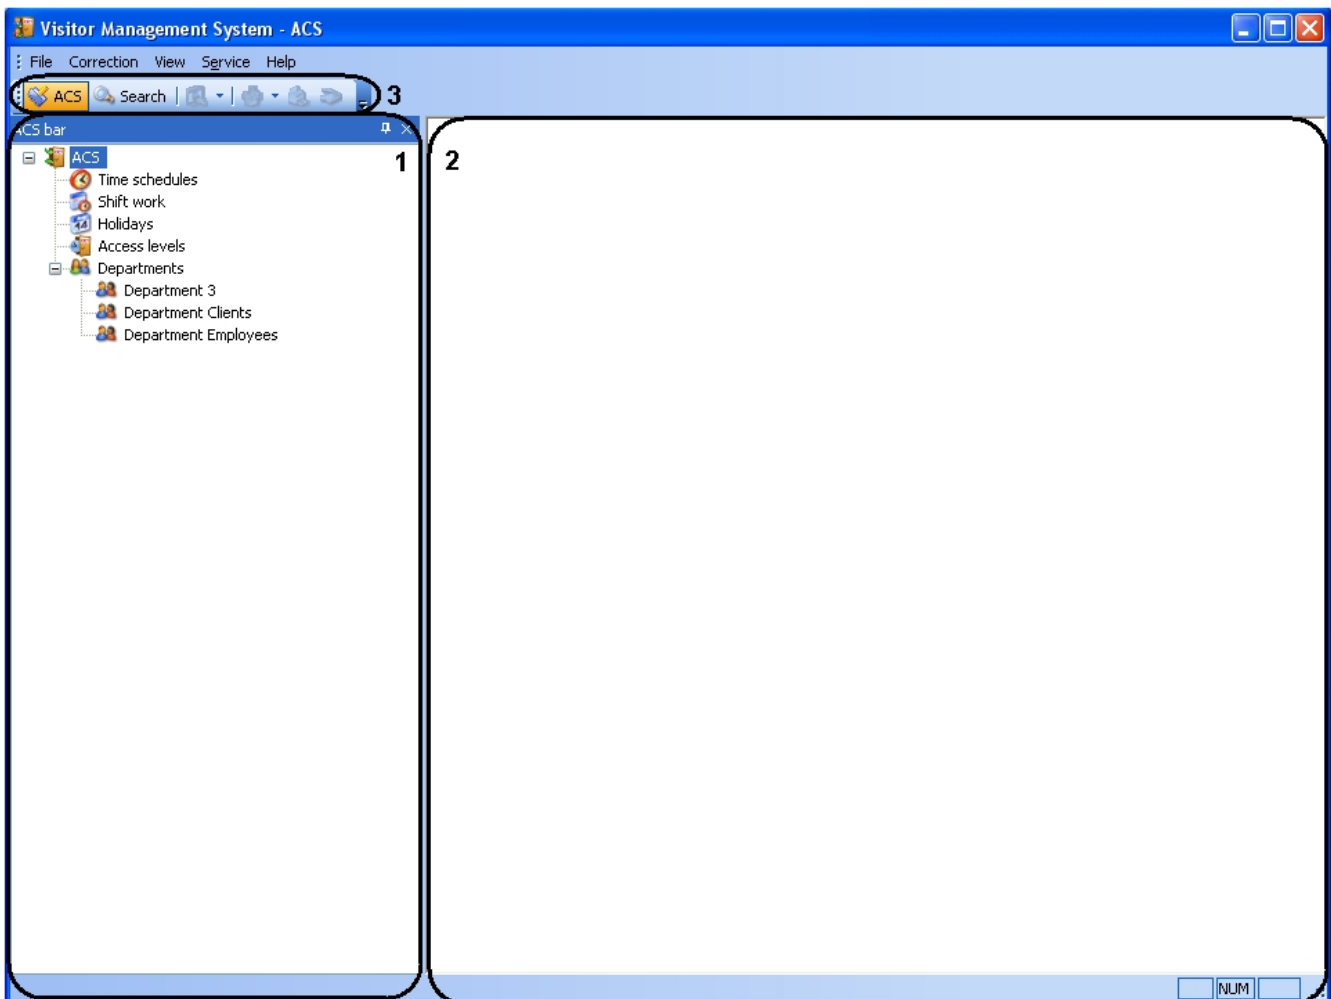 Visitor Management System - ACS
File Correction View Service Help
ACS Search 3
ACS bar
ACS 1 2
Time schedules
Shift work
Holidays
Access levels
Departments
Department 3
Department Clients
Department Employees
NUM